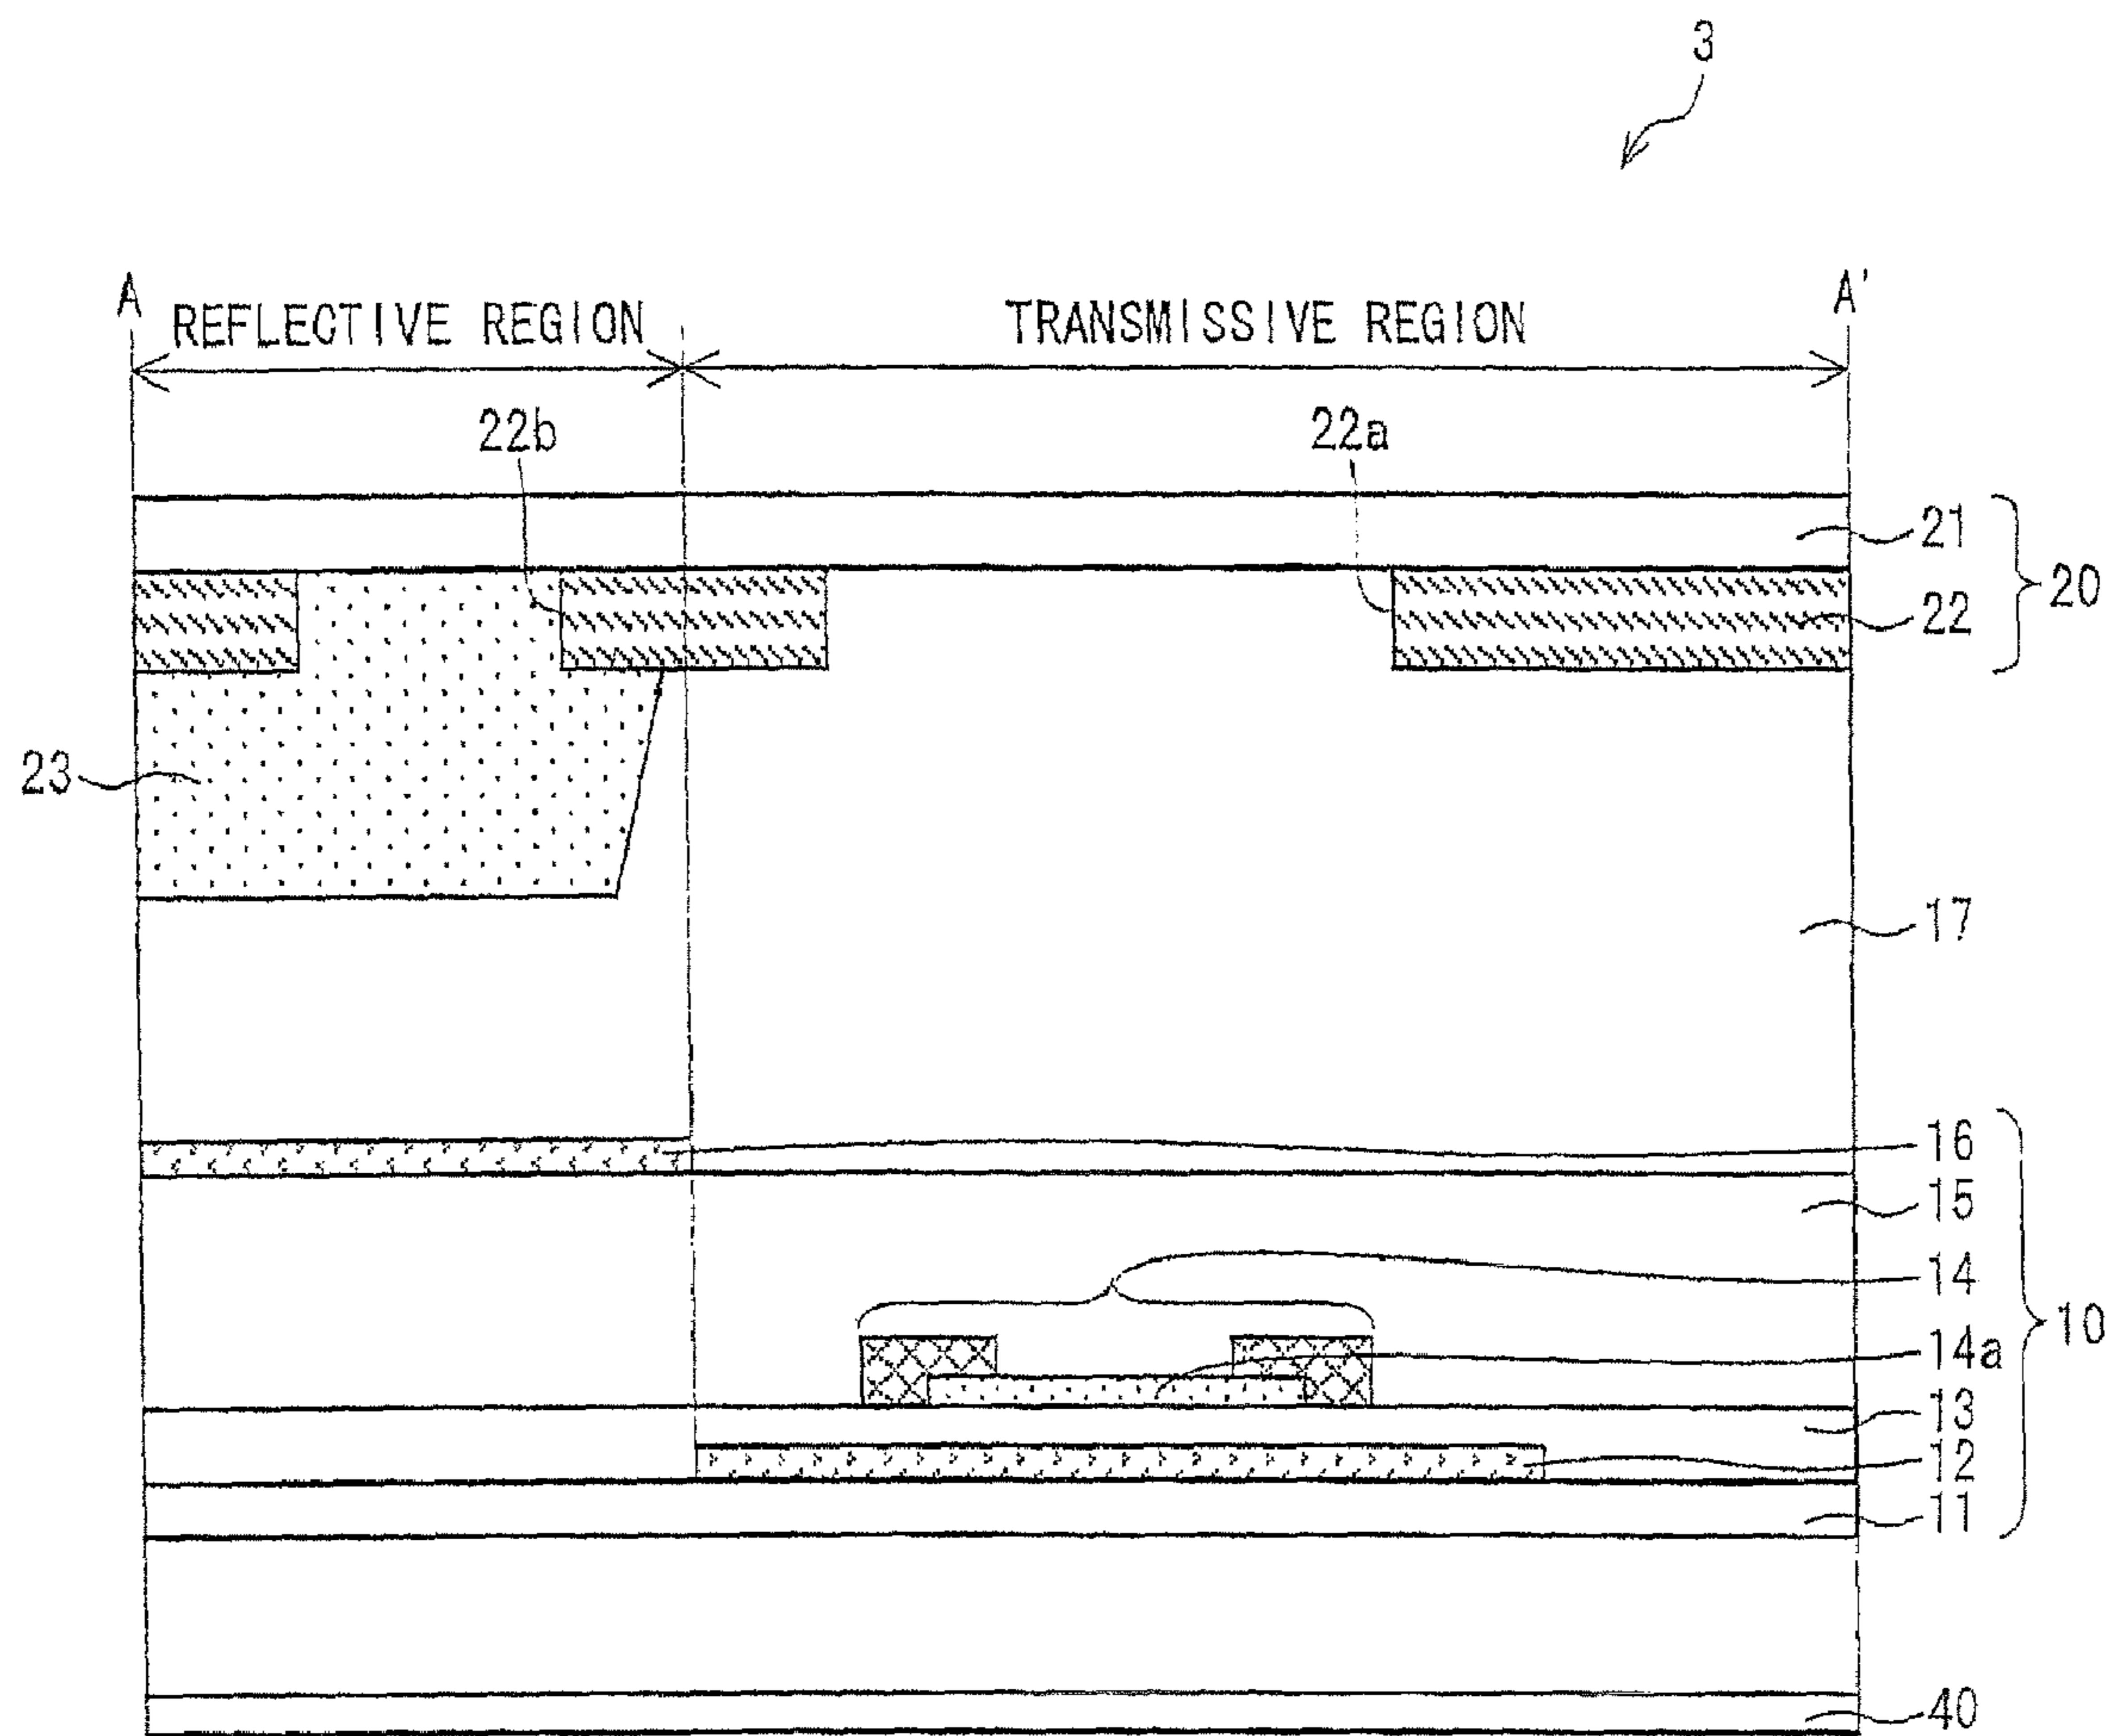 3
A
A'
REFLECTIVE REGION
TRANSMISSIVE REGION
22b
22a
21
20
22
23
17
16
15
14
10
14a
13
12
11
40